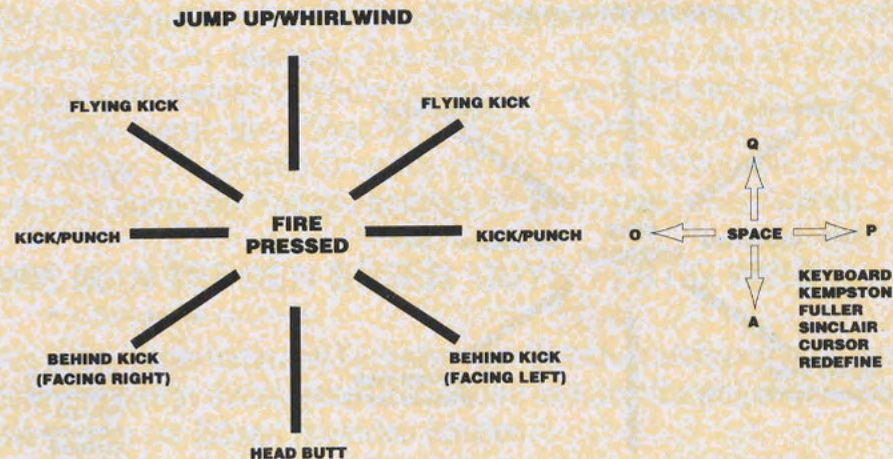 JUMP UP/WHIRLWIND
FLYING KICK
FLYING KICK
KICK/PUNCH
FIRE
PRESSED
KICK/PUNCH
BEHIND KICK
(FACING RIGHT)
BEHIND KICK
(FACING LEFT)
HEAD BUTT
Q
O
SPACE
P
A
KEYBOARD
KEMPSTON
FULLER
SINCLAIR
CURSOR
REDEFINE